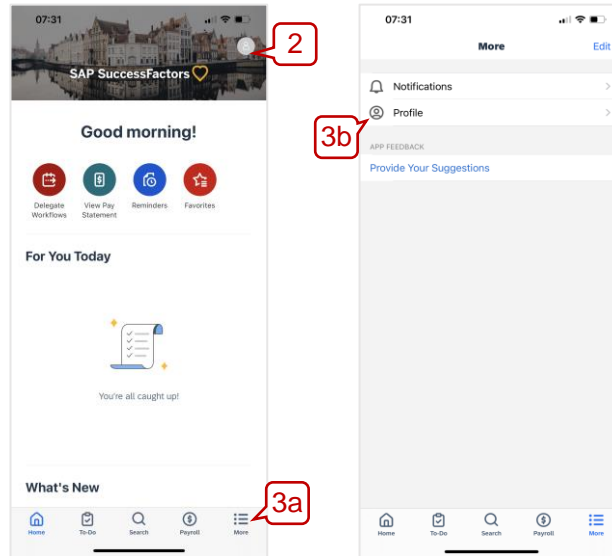 07:31
2
SAP SuccessFactors
Good morning!
Delegate
Workflows
View Pay
Statement
Reminders
Favorites
For You Today
You're all caught up!
What's New
3a
Home
To-Do
Search
Payroll
More
07:31
More
Edit
Notifications
3b
Profile
APP FEEDBACK
Provide Your Suggestions
Home
To-Do
Search
Payroll
More